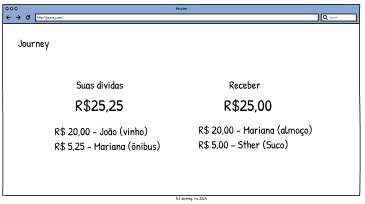 Browser
http://journey.com/
Search
Journey
Suas dividas
R$25,25
R$ 20,00 - João (vinho)
R$ 5,25 - Mariana (ônibus)
Receber
R$25,00
R$ 20,00 - Mariana (almoço)
R$ 5,00 - Sther (Suco)
(c) Journey, Inc 2024